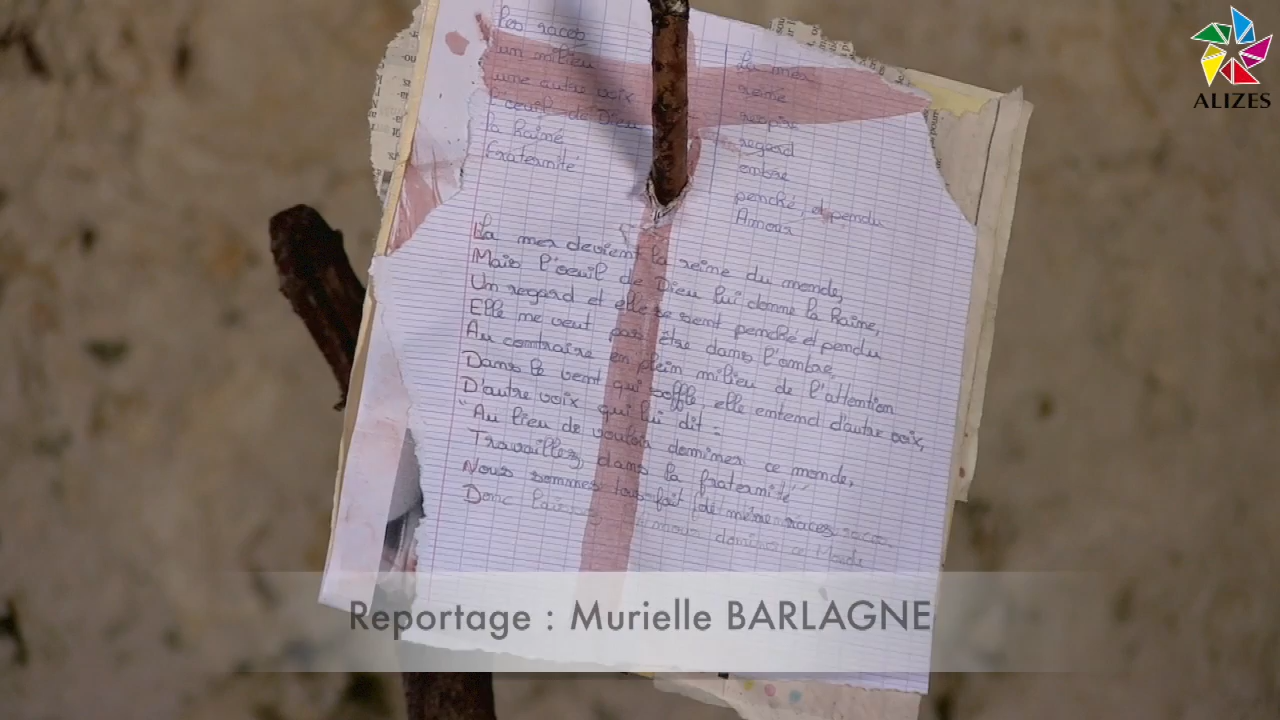 Les races
un milieu
une autre voix
l'oeuil de Dieu
la haine
Fraternité
La mer
reine
respire
regard
ombre
penché, et pendu
Amour
La mer devient la reine du monde,
Mais l'oeuil de Dieu lui donne la haine,
Un regard et elle se sent penché et pendu
Elle ne veut pas être dans l'ombre,
Au contraire en plein milieu de l'attention
Dans le vent qui souffle, elle entend d'autre voix,
D'autre voix qui lui dit :
"Au lieu de vouloir dominer ce monde,
Travaillez dans la fraternité"
Nous sommes tous fait de même races
Donc dominer ce Monde
Reportage : Murielle BARLAGNE
ALIZES